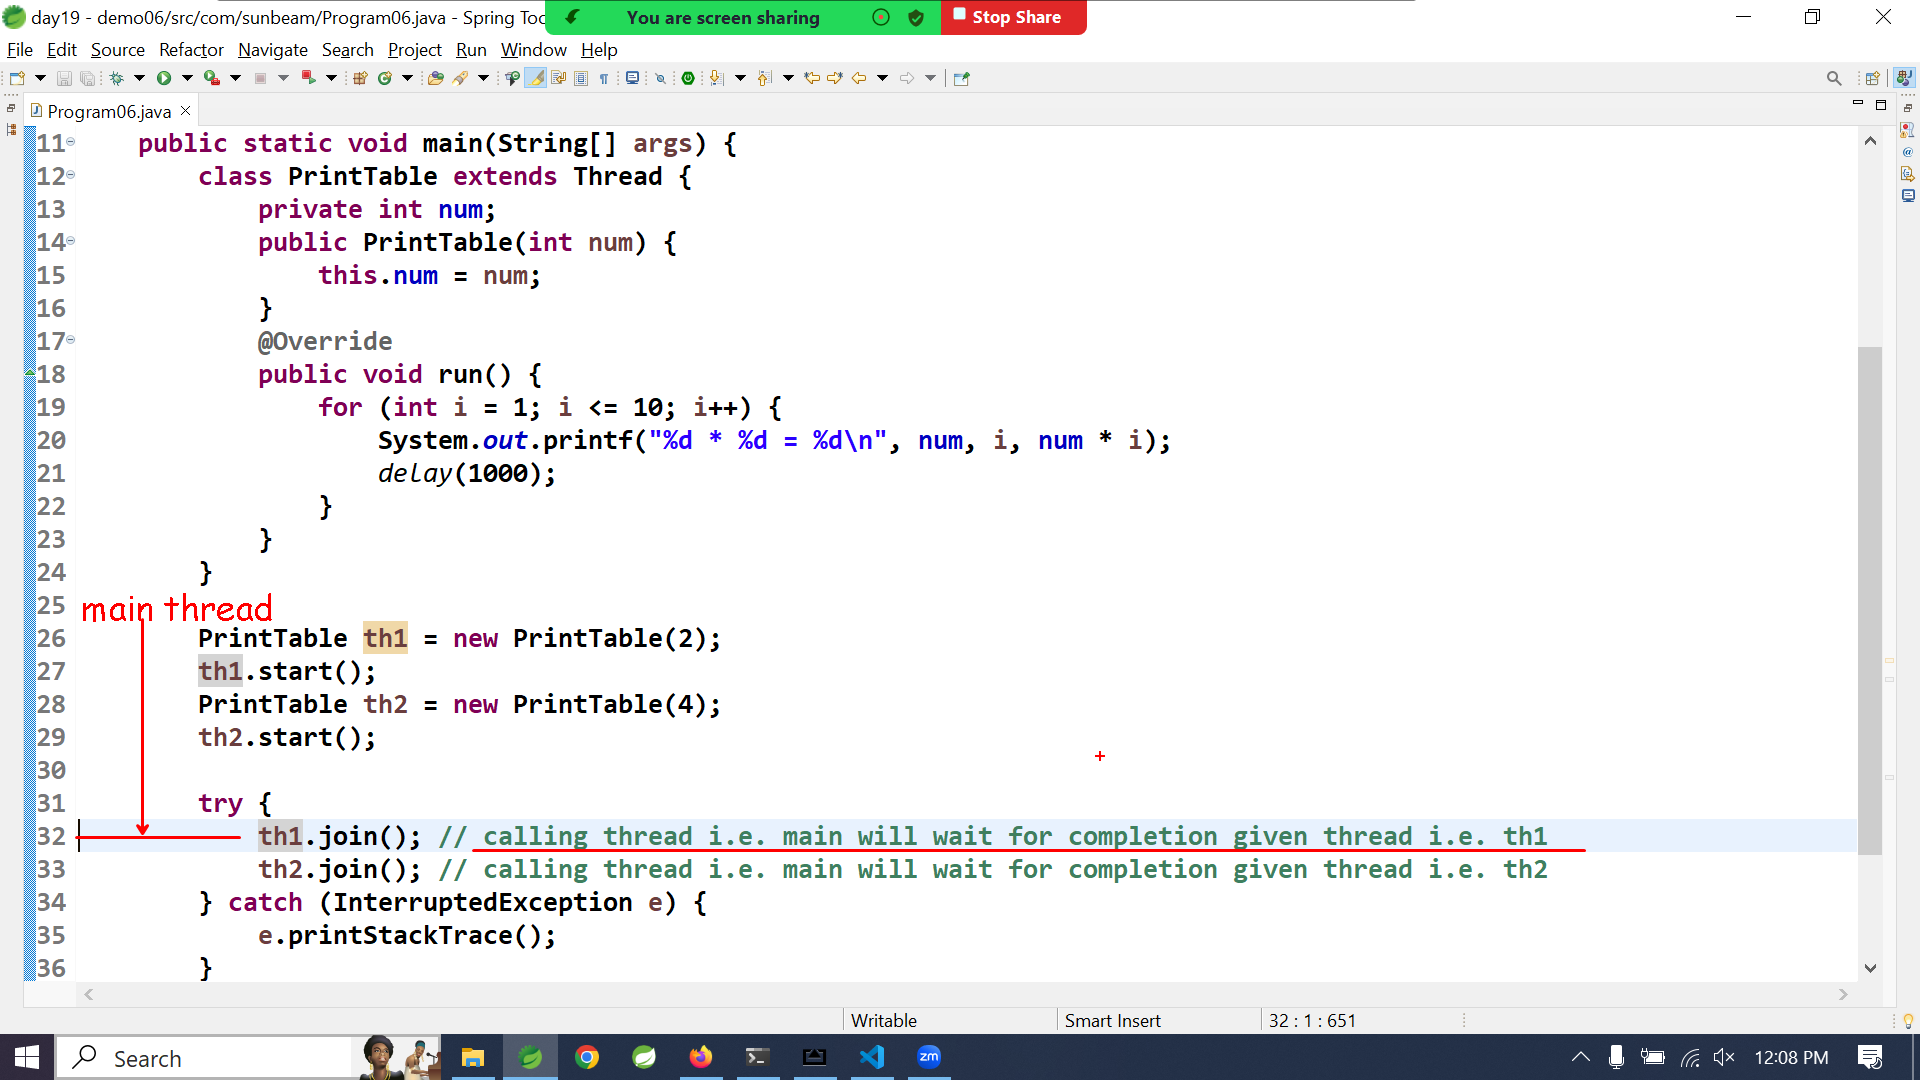 day19 - demo06/src/com/sunbeam/Program06.java - Spring Too
You are screen sharing
Stop Share
File Edit Source Refactor Navigate Search Project Run Window Help
Program06.java
11 public static void main(String[] args) {
12 class PrintTable extends Thread {
13 private int num;
14 public PrintTable(int num) {
15 this.num = num;
16 }
17 @Override
18 public void run() {
19 for (int i = 1; i <= 10; i++) {
20 System.out.printf("%d * %d = %d\n", num, i, num * i);
21 delay(1000);
22 }
23 }
24 }
25
main thread
26 PrintTable th1 = new PrintTable(2);
27 th1.start();
28 PrintTable th2 = new PrintTable(4);
29 th2.start();
30
31 try {
32 th1.join(); // calling thread i.e. main will wait for completion given thread i.e. th1
33 th2.join(); // calling thread i.e. main will wait for completion given thread i.e. th2
34 } catch (InterruptedException e) {
35 e.printStackTrace();
36 }
Writable Smart Insert 32 : 1 : 651
Search
zm
12:08 PM